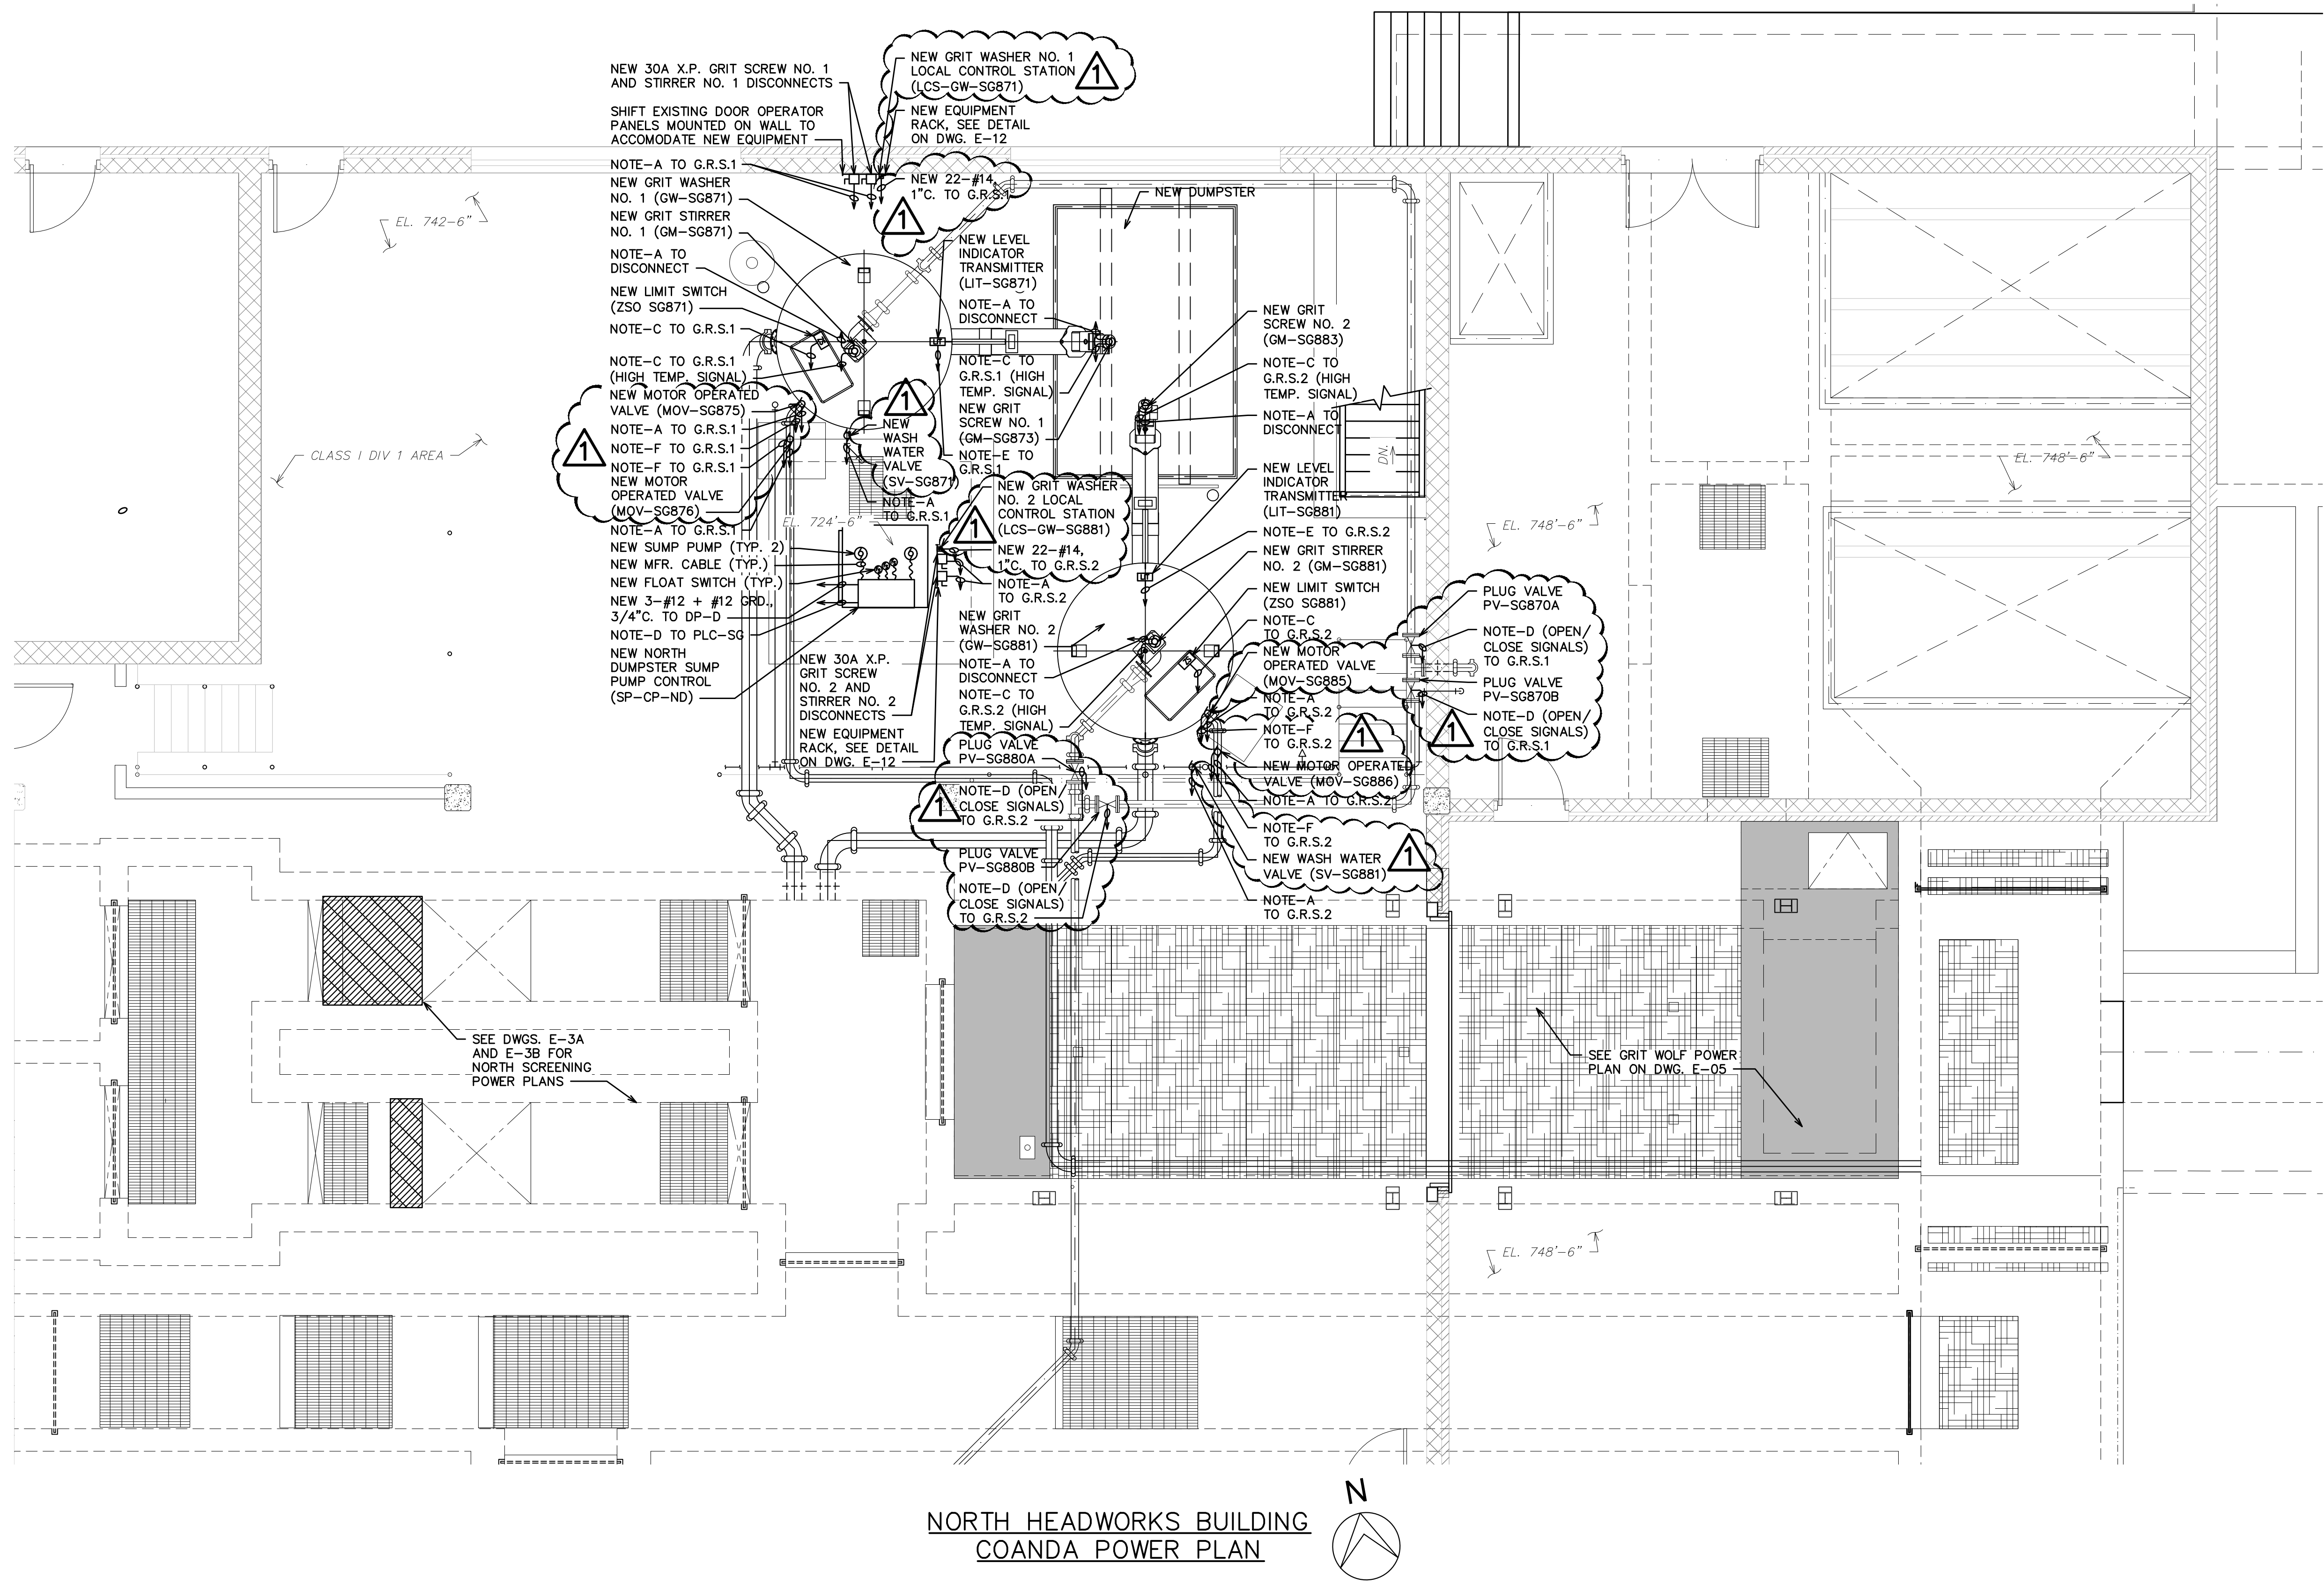 NEW 30A X.P. GRIT SCREW NO. 1
AND STIRRER NO. 1 DISCONNECTS
SHIFT EXISTING DOOR OPERATOR
PANELS MOUNTED ON WALL TO
ACCOMODATE NEW EQUIPMENT
NOTE-A TO G.R.S.1
NEW GRIT WASHER
NO. 1 (GW-SG871)
NEW GRIT STIRRER
NO. 1 (GM-SG871)
NOTE-A TO
DISCONNECT
NEW LIMIT SWITCH
(ZSO SG871)
NOTE-C TO G.R.S.1
NOTE-C TO G.R.S.1
(HIGH TEMP. SIGNAL)
NEW MOTOR OPERATED
VALVE (MOV-SG875)
NOTE-A TO G.R.S.1
NOTE-F TO G.R.S.1
NOTE-F TO G.R.S.1
NEW MOTOR
OPERATED VALVE
(MOV-SG876)
NOTE-A TO G.R.S.1
1
NEW SUMP PUMP (TYP. 2)
NEW MFR. CABLE (TYP.)
NEW FLOAT SWITCH (TYP.)
NEW 3-#12 + #12 GRD.,
3/4"C. TO DP-D
NOTE-D TO PLC-SG
NEW NORTH
DUMPSTER SUMP
PUMP CONTROL
(SP-CP-ND)
NEW GRIT WASHER NO. 1
LOCAL CONTROL STATION
(LCS-GW-SG871)
1
NEW EQUIPMENT
RACK, SEE DETAIL
ON DWG. E-12
NEW 22-#14,
1"C. TO G.R.S.1
1
NEW DUMPSTER
NEW LEVEL
INDICATOR
TRANSMITTER
(LIT-SG871)
NOTE-A TO
DISCONNECT
NOTE-C TO
G.R.S.1 (HIGH
TEMP. SIGNAL)
NEW GRIT
SCREW NO. 1
(GM-SG873)
NOTE-E TO
G.R.S.1
1
NEW
WASH
WATER
VALVE
(SV-SG871)
NOTE-A
TO G.R.S.1
NEW GRIT WASHER
NO. 2 LOCAL
CONTROL STATION
(LCS-GW-SG881)
1
NEW 22-#14,
1"C. TO G.R.S.2
NOTE-A
TO G.R.S.2
NEW GRIT
WASHER NO. 2
(GW-SG881)
NOTE-A TO
DISCONNECT
NOTE-C TO
G.R.S.2 (HIGH
TEMP. SIGNAL)
NEW 30A X.P.
GRIT SCREW
NO. 2 AND
STIRRER NO. 2
DISCONNECTS
NEW EQUIPMENT
RACK, SEE DETAIL
ON DWG. E-12
PLUG VALVE
PV-SG880A
1
NOTE-D (OPEN/
CLOSE SIGNALS)
TO G.R.S.2
PLUG VALVE
PV-SG880B
NOTE-D (OPEN/
CLOSE SIGNALS)
TO G.R.S.2
NEW GRIT
SCREW NO. 2
(GM-SG883)
NOTE-C TO
G.R.S.2 (HIGH
TEMP. SIGNAL)
NOTE-A TO
DISCONNECT
NEW LEVEL
INDICATOR
TRANSMITTER
(LIT-SG881)
NOTE-E TO G.R.S.2
NEW GRIT STIRRER
NO. 2 (GM-SG881)
NEW LIMIT SWITCH
(ZSO SG881)
NOTE-C
TO G.R.S.2
NEW MOTOR
OPERATED VALVE
(MOV-SG885)
NOTE-A
TO G.R.S.2
NOTE-F
TO G.R.S.2
1
NEW MOTOR OPERATED
VALVE (MOV-SG886)
NOTE-A TO G.R.S.2
NOTE-F
TO G.R.S.2
NEW WASH WATER
VALVE (SV-SG881)
1
NOTE-A
TO G.R.S.2
PLUG VALVE
PV-SG870A
NOTE-D (OPEN/
CLOSE SIGNALS)
TO G.R.S.1
PLUG VALVE
PV-SG870B
NOTE-D (OPEN/
CLOSE SIGNALS)
TO G.R.S.1
1
EL. 742-6"
CLASS I DIV 1 AREA
EL. 724'-6"
DN.
EL. 748'-6"
EL. 748'-6"
SEE DWGS. E-3A
AND E-3B FOR
NORTH SCREENING
POWER PLANS
SEE GRIT WOLF POWER
PLAN ON DWG. E-05
EL. 748'-6"
N
NORTH HEADWORKS BUILDING
COANDA POWER PLAN